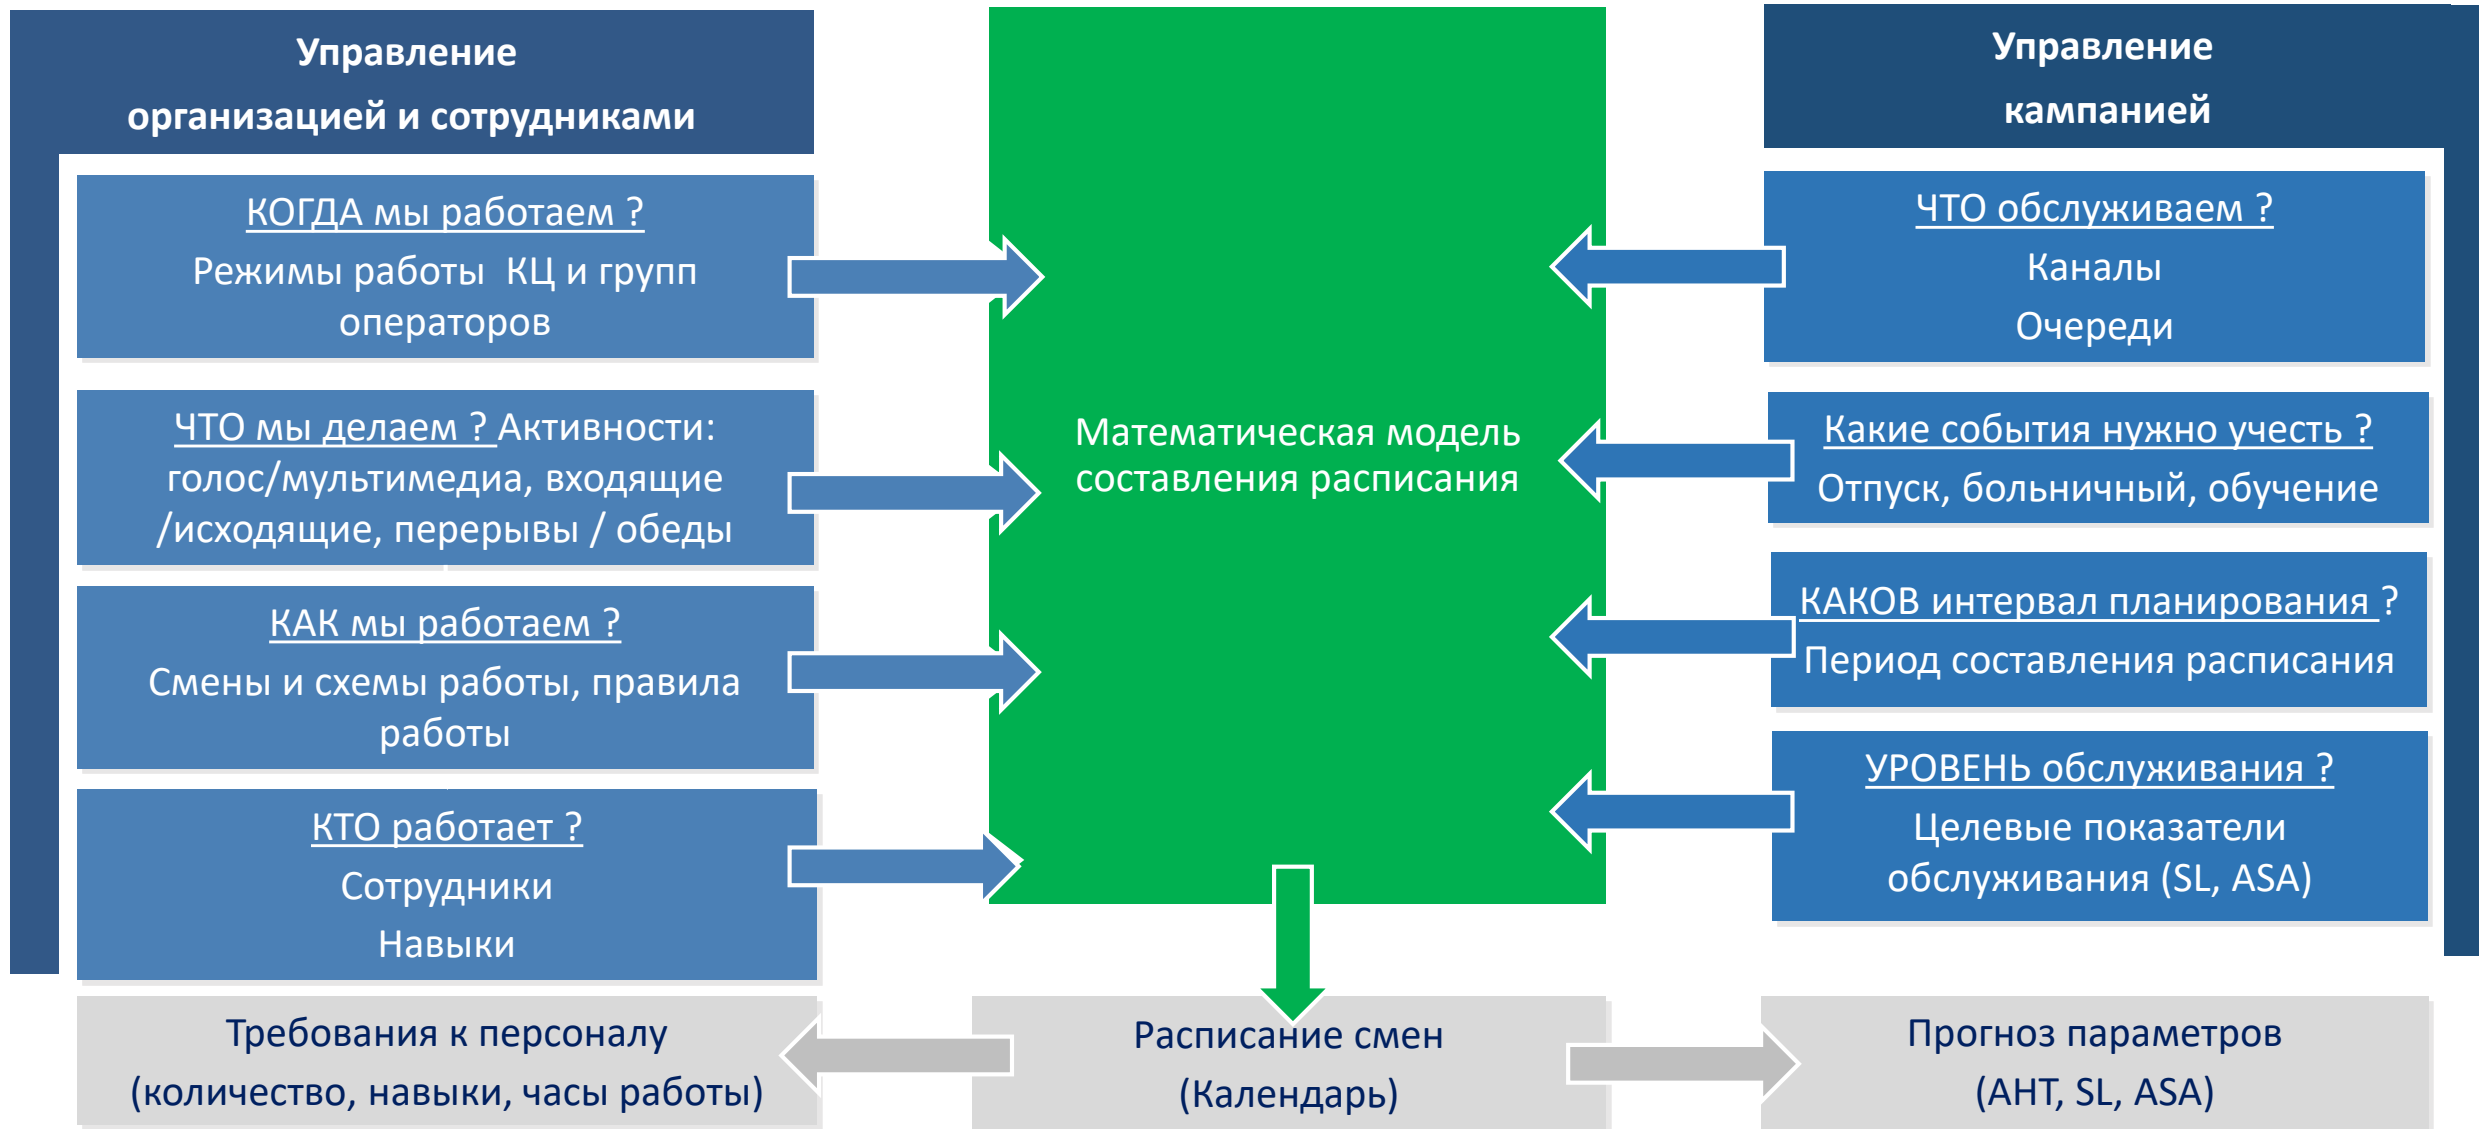 Управление
организацией и сотрудниками
КОГДА мы работаем ?
Режимы работы КЦ и групп
операторов
ЧТО мы делаем ? Активности:
голос/мультимедиа, входящие
/исходящие, перерывы / обеды
КАК мы работаем ?
Смены и схемы работы, правила
работы
КТО работает ?
Сотрудники
Навыки
Математическая модель
составления расписания
Управление
кампанией
ЧТО обслуживаем ?
Каналы
Очереди
Какие события нужно учесть ?
Отпуск, больничный, обучение
КАКОВ интервал планирования ?
Период составления расписания
УРОВЕНЬ обслуживания ?
Целевые показатели
обслуживания (SL, ASA)
Требования к персоналу
(количество, навыки, часы работы)
Расписание смен
(Календарь)
Прогноз параметров
(AHT, SL, ASA)